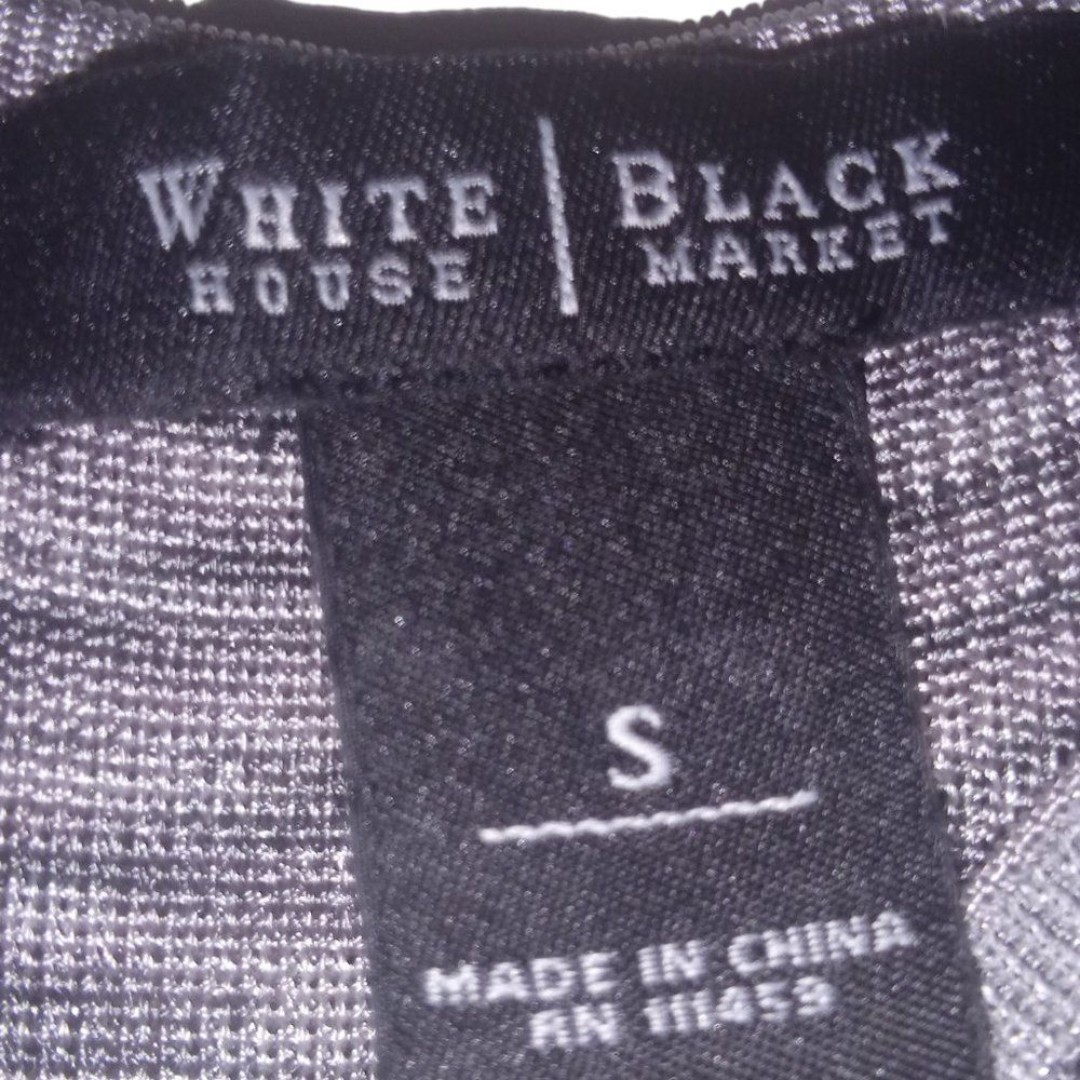 WHITE | BLACK
HOUSE | MARKET
S
MADE IN CHINA
RN 111453